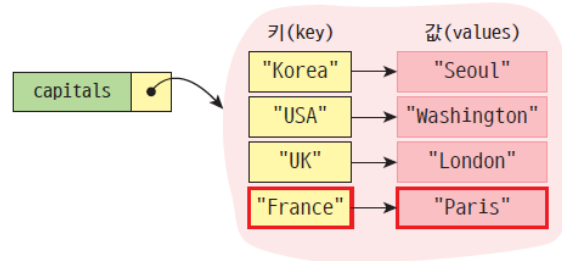 키(key) 값(values)
capitals
"Korea" "Seoul"
"USA" "Washington"
"UK" "London"
"France" "Paris"